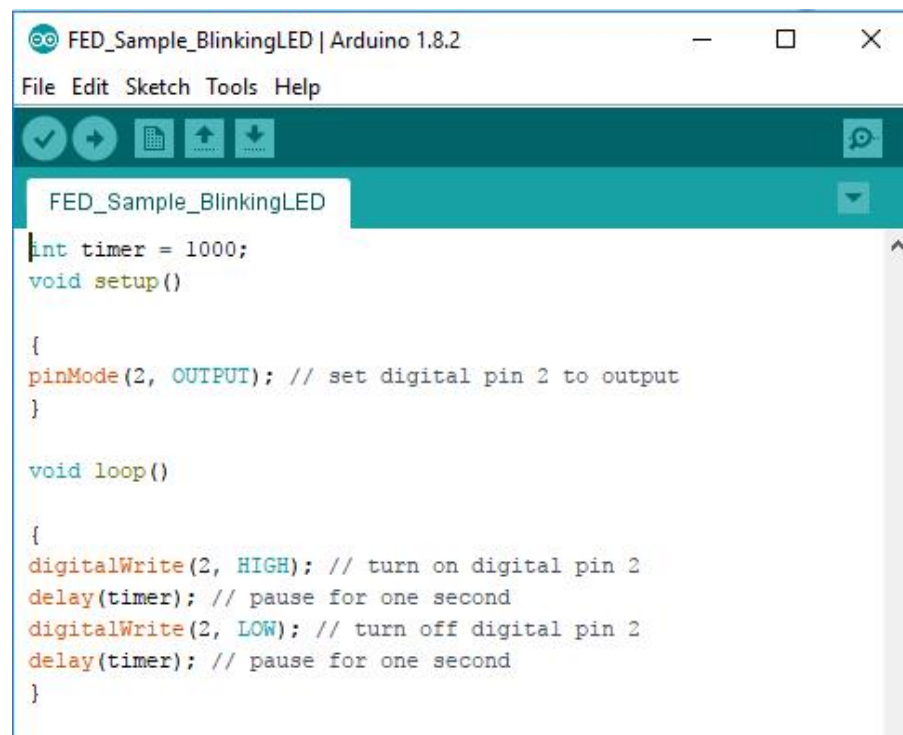 FED_Sample_BlinkingLED | Arduino 1.8.2
File Edit Sketch Tools Help
FED_Sample_BlinkingLED
int timer = 1000;
void setup()
{
pinMode(2, OUTPUT); // set digital pin 2 to output
}
void loop()
{
digitalWrite(2, HIGH); // turn on digital pin 2
delay(timer); // pause for one second
digitalWrite(2, LOW); // turn off digital pin 2
delay(timer); // pause for one second
}